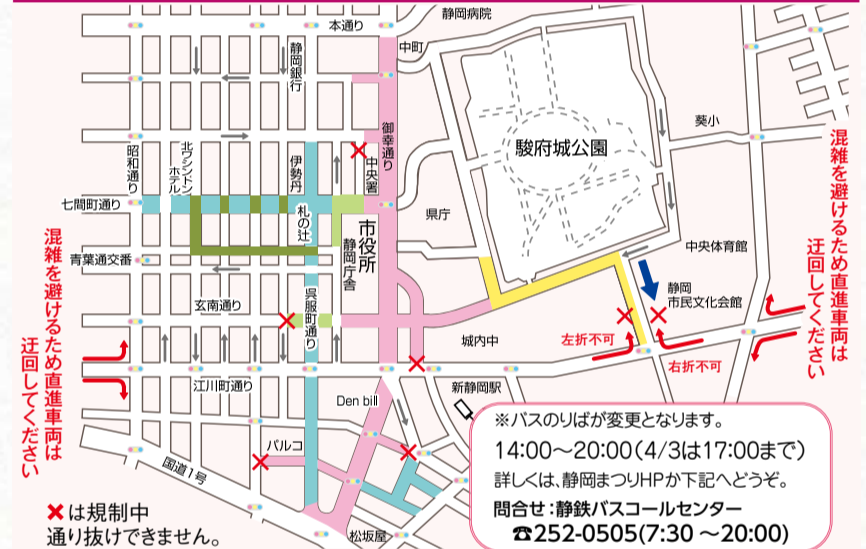 静岡病院
本通り
中町
静岡銀行
葵小
御幸通り
昭和通り
北ワシントンホテル
伊勢丹
中央署
駿府城公園
混雑を避けるため直進車両は
迂回してください
七間町通り
札の辻
県庁
市役所
静岡庁舎
中央体育館
青葉通交番
静岡
市民文化会館
玄南通り
呉服町通り
城内中
左折不可
右折不可
混雑を避けるため直進車両は
迂回してください
江川町通り
新静岡駅
Den bill
パルコ
国道1号
松坂屋
×は規制中
通り抜けできません。
※バスのりばが変更となります。
14:00～20:00(4/3は17:00まで)
詳しくは、静岡まつりHPか下記へどうぞ。
問合せ:静鉄バスコールセンター
☎252-0505(7:30 ～20:00)